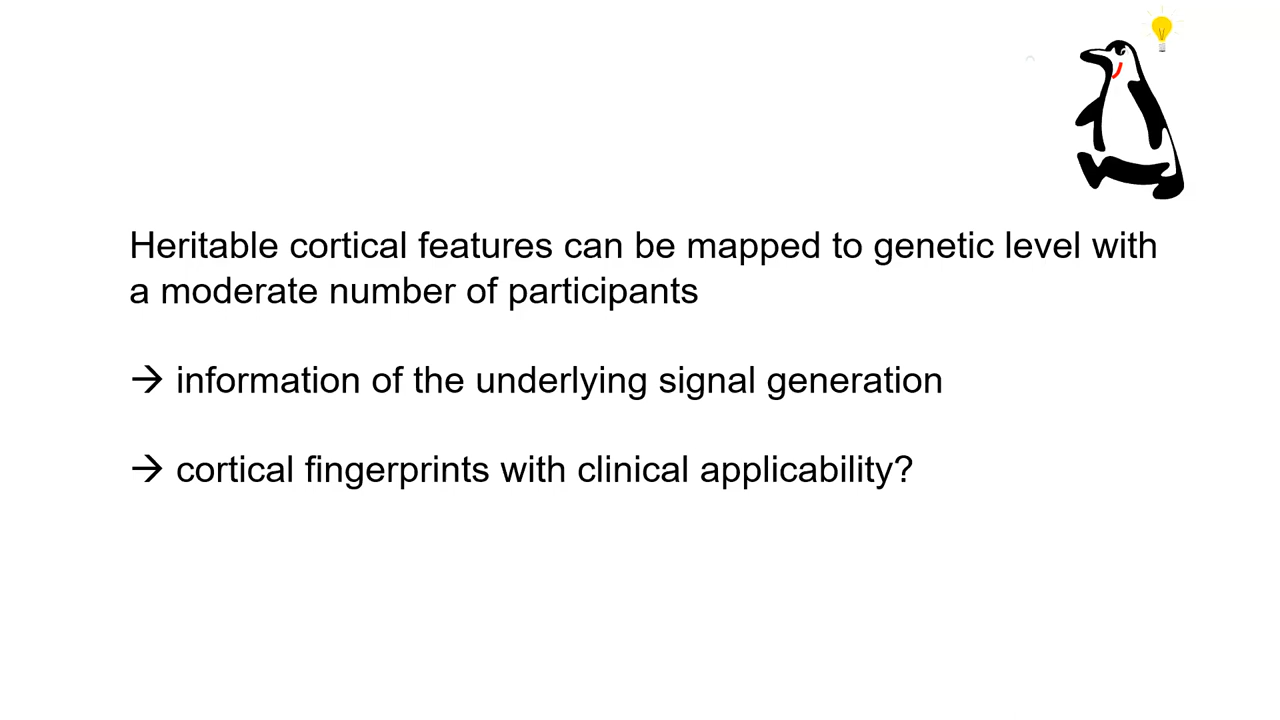 Heritable cortical features can be mapped to genetic level with
a moderate number of participants
→ information of the underlying signal generation
→ cortical fingerprints with clinical applicability?